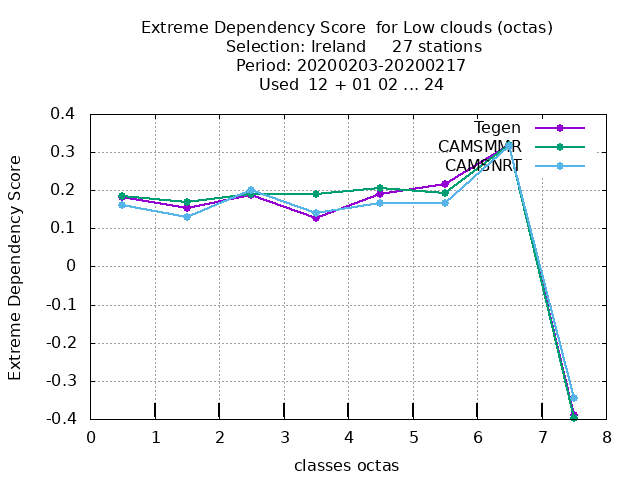 Extreme Dependency Score  for Low clouds (octas)
Selection: Ireland     27 stations
Period: 20200203-20200217
Used  12 + 01 02 ... 24
Extreme Dependency Score
0.4
0.3
0.2
0.1
0
-0.1
-0.2
-0.3
-0.4
Tegen
CAMSMMR
CAMSNRT
0 1 2 3 4 5 6 7 8
classes octas